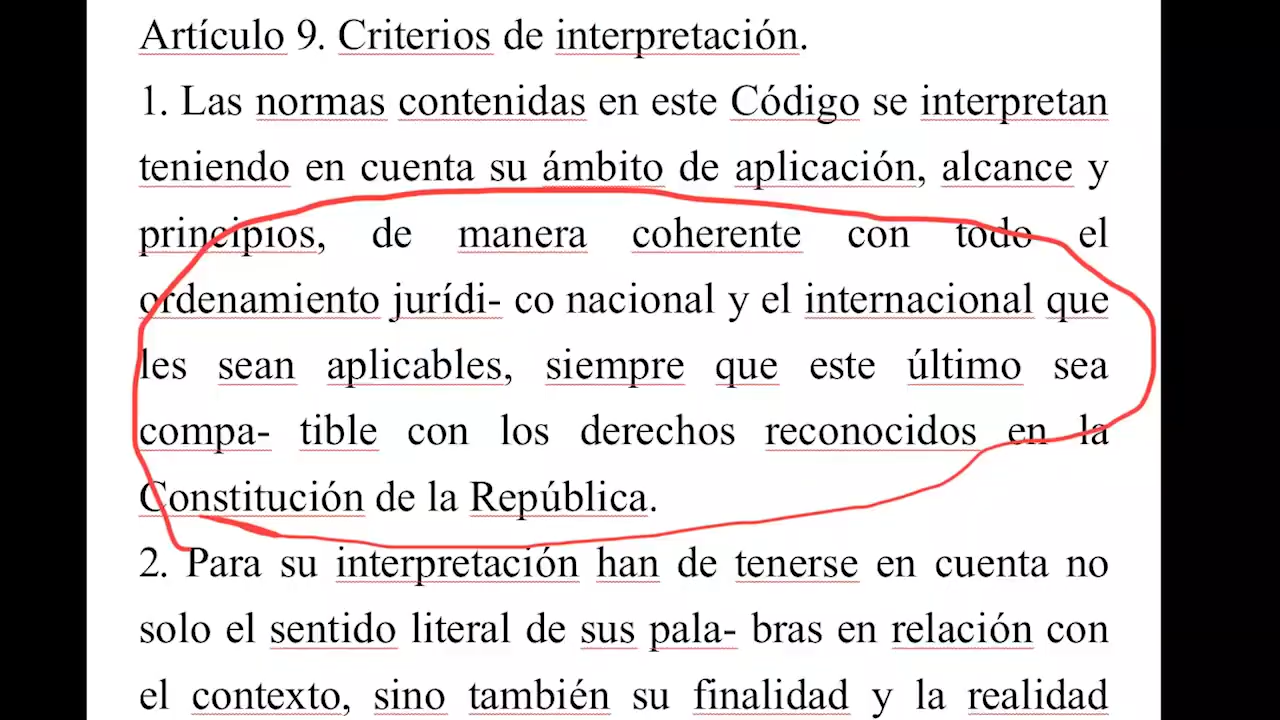 Artículo 9. Criterios de interpretación.
1. Las normas contenidas en este Código se interpretan
teniendo en cuenta su ámbito de aplicación, alcance y
principios, de manera coherente con todo el
ordenamiento jurídi- co nacional y el internacional que
les sean aplicables, siempre que este último sea
compa- tible con los derechos reconocidos en la
Constitución de la República.
2. Para su interpretación han de tenerse en cuenta no
solo el sentido literal de sus pala- bras en relación con
el contexto, sino también su finalidad y la realidad